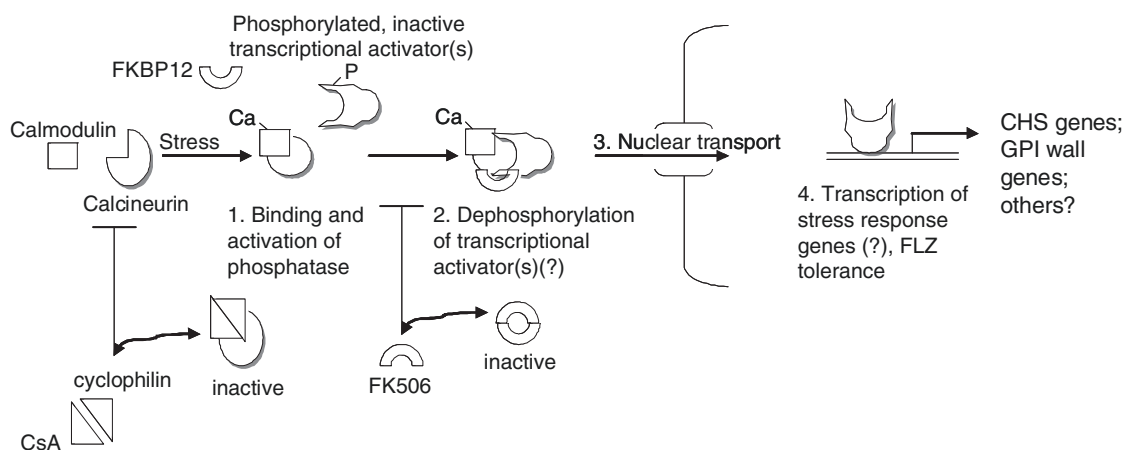 Phosphorylated, inactive
transcriptional activator(s)
FKBP12
P
Calmodulin
Calcineurin
Stress
Ca
1. Binding and
activation of
phosphatase
Ca
2. Dephosphorylation
of transcriptional
activator(s)(?)
3. Nuclear transport
4. Transcription of
stress response
genes (?), FLZ
tolerance
CHS genes;
GPI wall
genes;
others?
cyclophilin
CsA
inactive
FK506
inactive